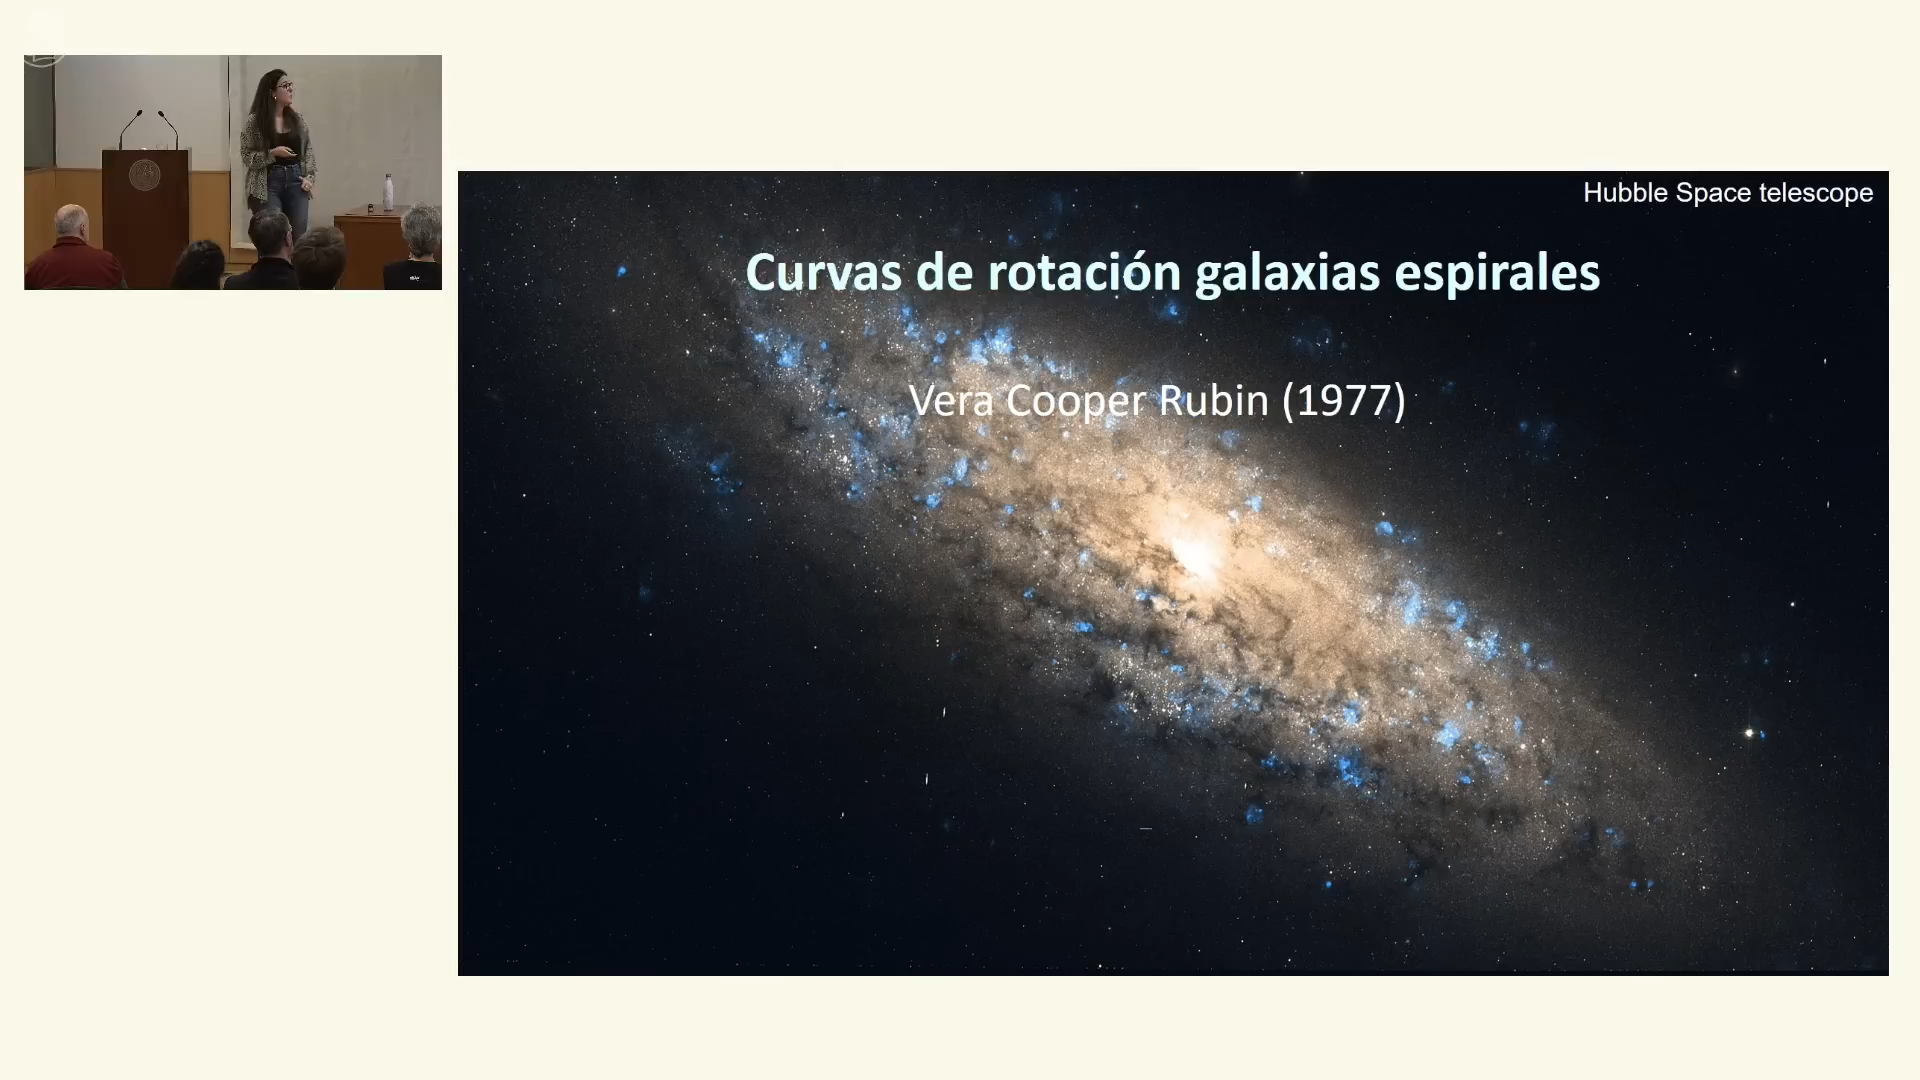 Hubble Space telescope
Curvas de rotación galaxias espirales
Vera Cooper Rubin (1977)